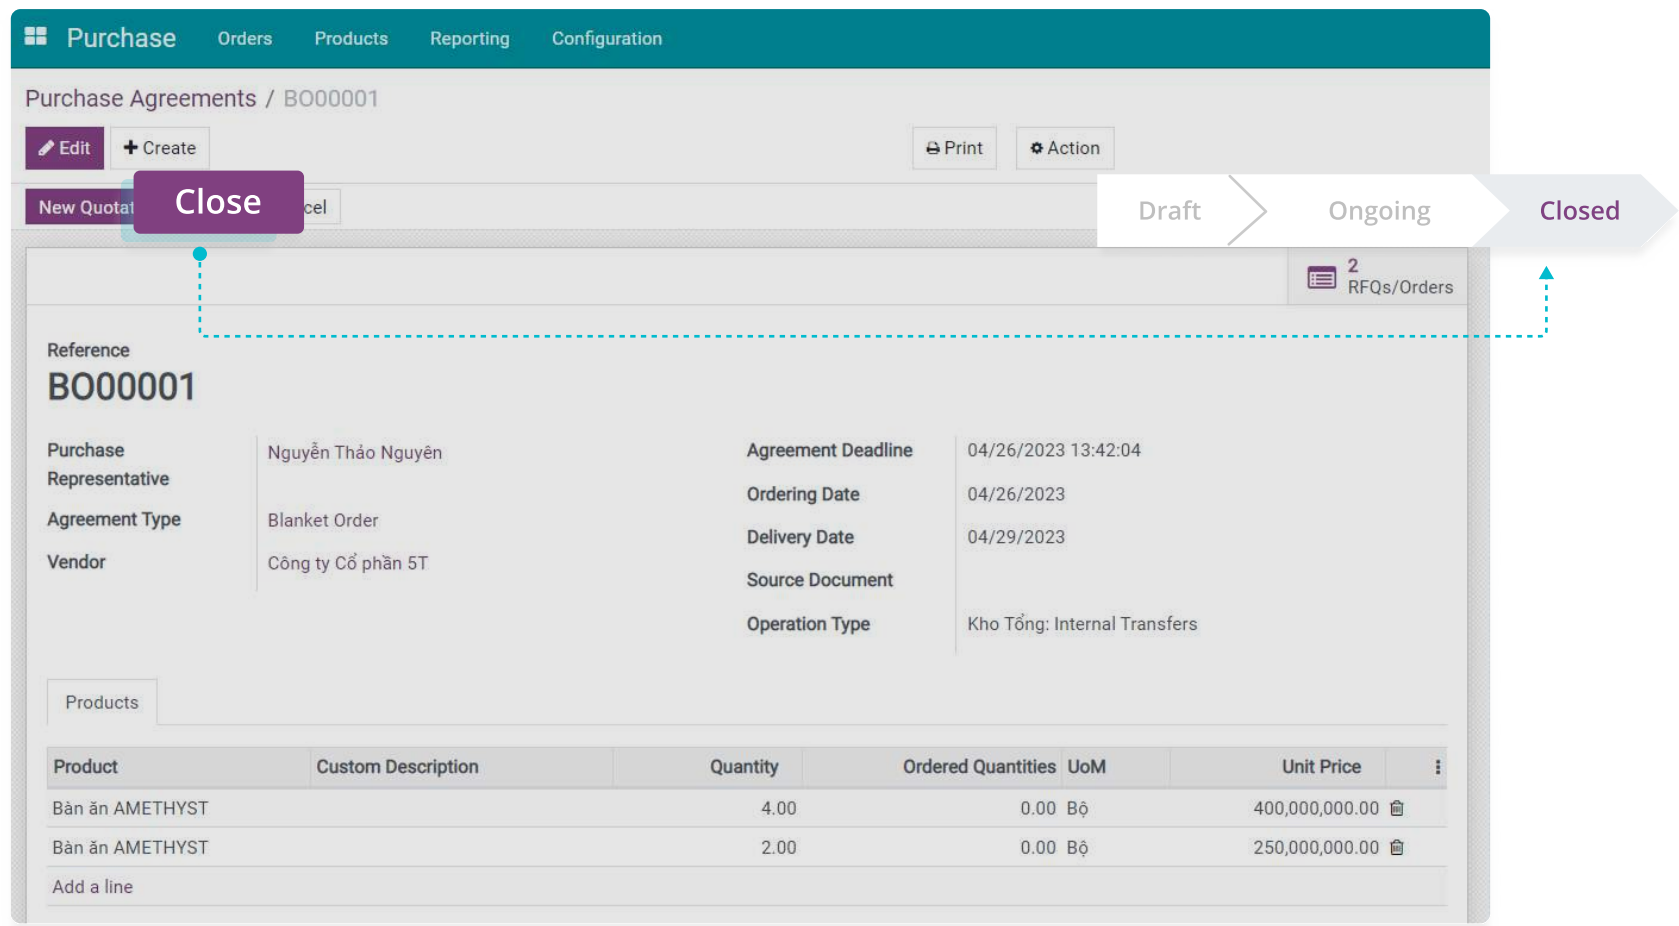 Purchase Orders Products Reporting Configuration
Purchase Agreements / BO00001
Edit Create Print Action
New Quotat Close cel Draft Ongoing Closed
2
RFQs/Orders
Reference
BO00001
Purchase Representative Nguyễn Thảo Nguyên
Agreement Type Blanket Order
Vendor Công ty Cổ phần 5T
Agreement Deadline 04/26/2023 13:42:04
Ordering Date 04/26/2023
Delivery Date 04/29/2023
Source Document
Operation Type Kho Tổng: Internal Transfers
Products
Product Custom Description Quantity Ordered Quantities UoM Unit Price
Bàn ăn AMETHYST 4.00 0.00 Bộ 400,000,000.00
Bàn ăn AMETHYST 2.00 0.00 Bộ 250,000,000.00
Add a line